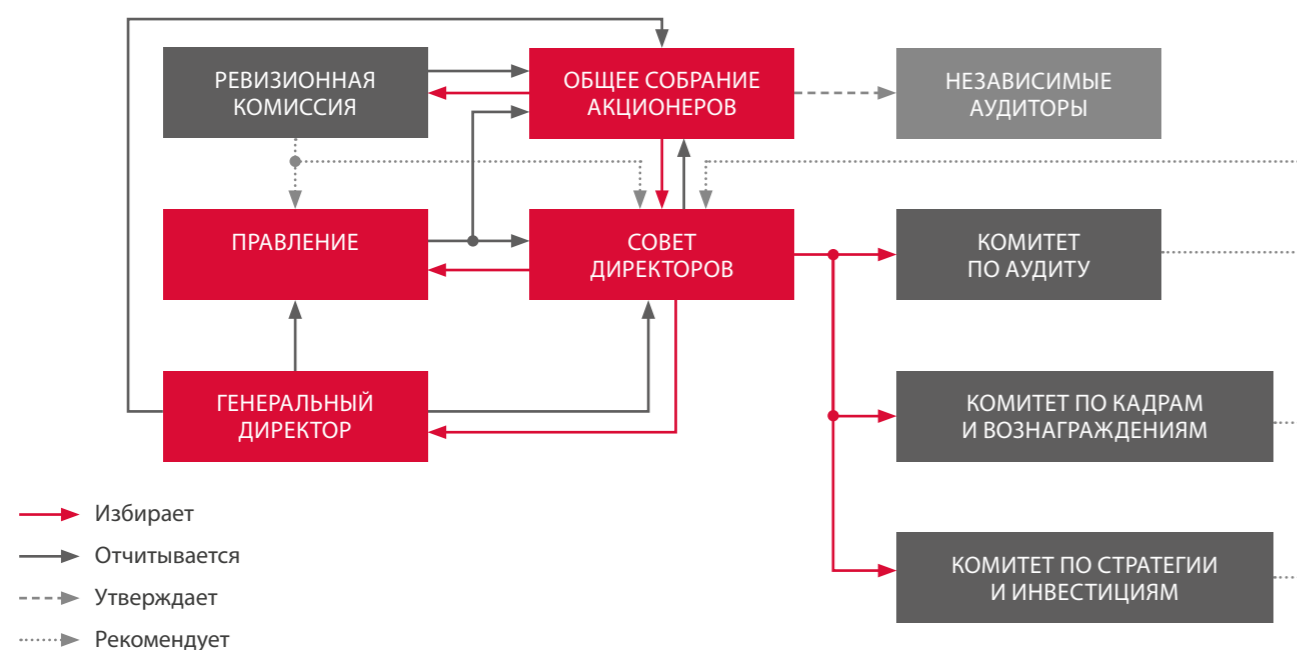 РЕВИЗИОННАЯ
КОМИССИЯ
ОБЩЕЕ СОБРАНИЕ
АКЦИОНЕРОВ
НЕЗАВИСИМЫЕ
АУДИТОРЫ
ПРАВЛЕНИЕ
СОВЕТ
ДИРЕКТОРОВ
КОМИТЕТ
ПО АУДИТУ
ГЕНЕРАЛЬНЫЙ
ДИРЕКТОР
КОМИТЕТ ПО КАДРАМ
И ВОЗНАГРАЖДЕНИЯМ
КОМИТЕТ ПО СТРАТЕГИИ
И ИНВЕСТИЦИЯМ
Избирает
Отчитывается
Утверждает
Рекомендует